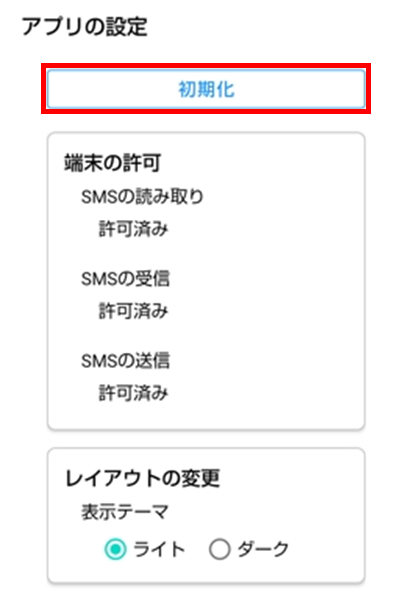 アプリの設定
初期化
端末の許可
SMSの読み取り
許可済み
SMSの受信
許可済み
SMSの送信
許可済み
レイアウトの変更
表示テーマ
ライト ダーク